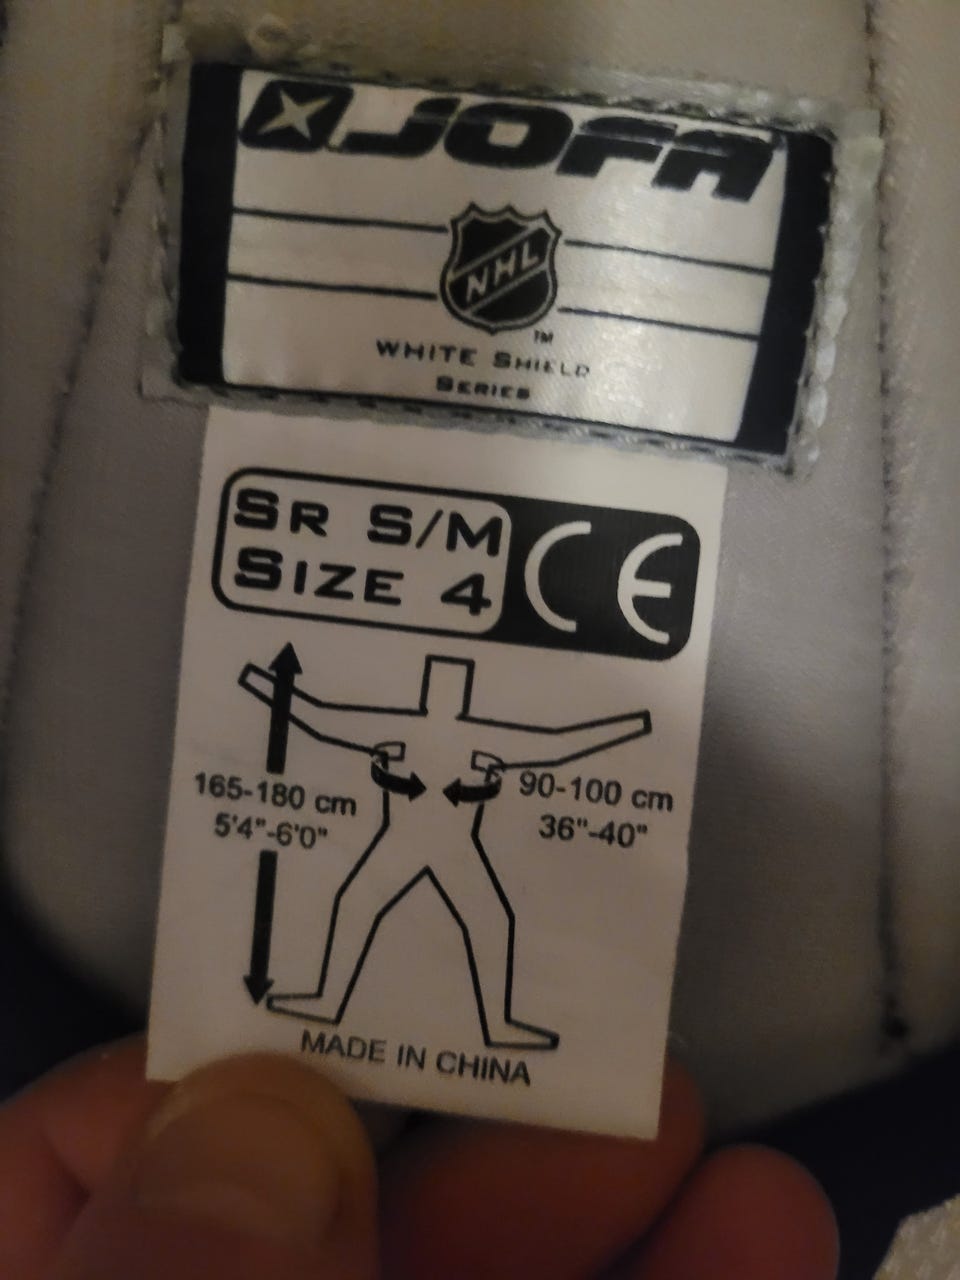 JOFA
NHL
TM
WHITE SHIELD
SERIES
SR S/M
SIZE 4
CE
165-180 cm
5'4"-6'0"
90-100 cm
36"-40"
MADE IN CHINA